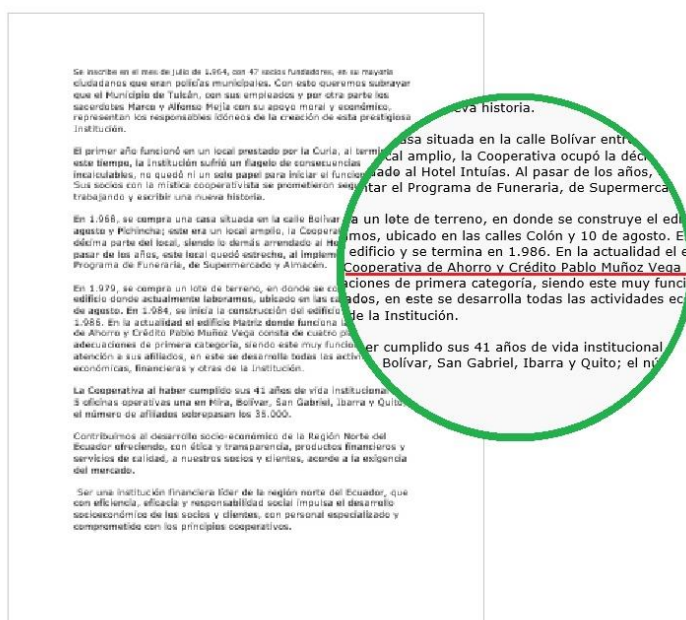 Se inscribe en el mes de julio de 1.964, con 47 socios fundadores, en su mayoría
ciudadanos que eran policías municipales. Con esto queremos subrayar
que el Municipio de Tulcán, con sus empleados y por otra parte los
sacerdotes Marco y Alfonso Mejía con su apoyo moral y económico,
representan los responsables idóneos de la creación de esta prestigiosa
Institución.
El primer año funcionó en un local prestado por la Curia, al termi
este tiempo, la Institución sufrió un flagelo de consecuencias
incalculables, no quedó ni un solo papel para iniciar el funcio
Sus socios con la mística cooperativista se prometieron seg
trabajando y escribir una nueva historia.
En 1.968, se compra una casa situada en la calle Bolívar
agosto y Pichincha; este era un local amplio, la Coopera
décima parte del local, siendo lo demás arrendado al H
pasar de los años, este local quedó estrecho, al implem
Programa de Funeraria, de Supermercado y Almacén.
En 1.979, se compra un lote de terreno, en donde se co
edificio donde actualmente laboramos, ubicado en las ca
de agosto. En 1.984, se inicia la construcción del edificio
1.986. En la actualidad el edificio Matriz donde funciona la
de Ahorro y Crédito Pablo Muñoz Vega consta de cuatro p
adecuaciones de primera categoría, siendo este muy funcio
atención a sus afiliados, en este se desarrolla todas las activi
económicas, financieras y otras de la Institución.
La Cooperativa al haber cumplido sus 41 años de vida institucional
5 oficinas operativas una en Mira, Bolívar, San Gabriel, Ibarra y Quito
el número de afiliados sobrepasan los 35.000.
Contribuimos al desarrollo socio-económico de la Región Norte del
Ecuador ofreciendo, con ética y transparencia, productos financieros y
servicios de calidad, a nuestros socios y clientes, acorde a la exigencia
del mercado.
Ser una institución financiera líder de la región norte del Ecuador, que
con eficiencia, eficacia y responsabilidad social impulsa el desarrollo
socioeconómico de los socios y clientes, con personal especializado y
comprometido con los principios cooperativos.
eva historia.
asa situada en la calle Bolívar entr
cal amplio, la Cooperativa ocupó la déci
dado al Hotel Intuías. Al pasar de los años,
ntar el Programa de Funeraria, de Supermerca
a un lote de terreno, en donde se construye el edi
mos, ubicado en las calles Colón y 10 de agosto. E
edificio y se termina en 1.986. En la actualidad el e
Cooperativa de Ahorro y Crédito Pablo Muñoz Vega
aciones de primera categoría, siendo este muy funci
ados, en este se desarrolla todas las actividades ec
de la Institución.
er cumplido sus 41 años de vida institucional
Bolívar, San Gabriel, Ibarra y Quito; el nú